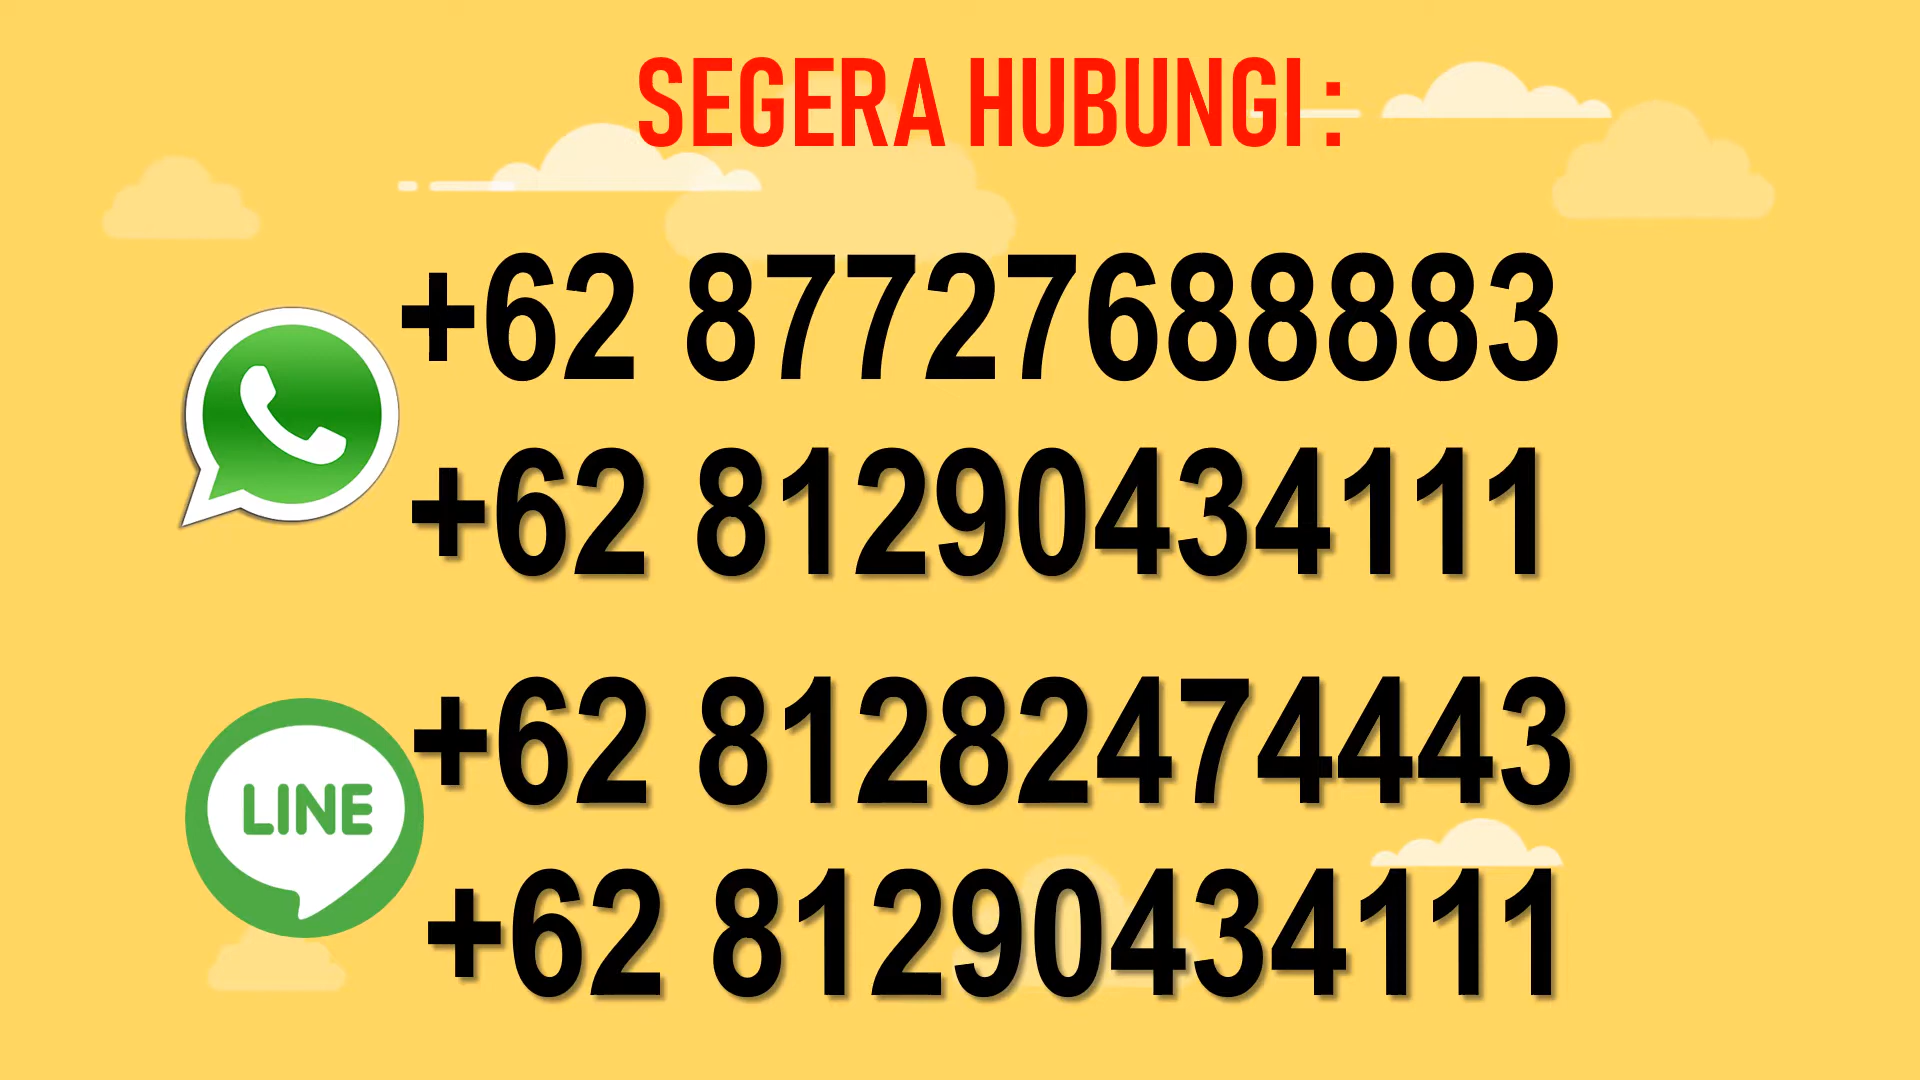 SEGERA HUBUNGI :
+62 87727688883
+62 81290434111
+62 81282474443
LINE
+62 81290434111